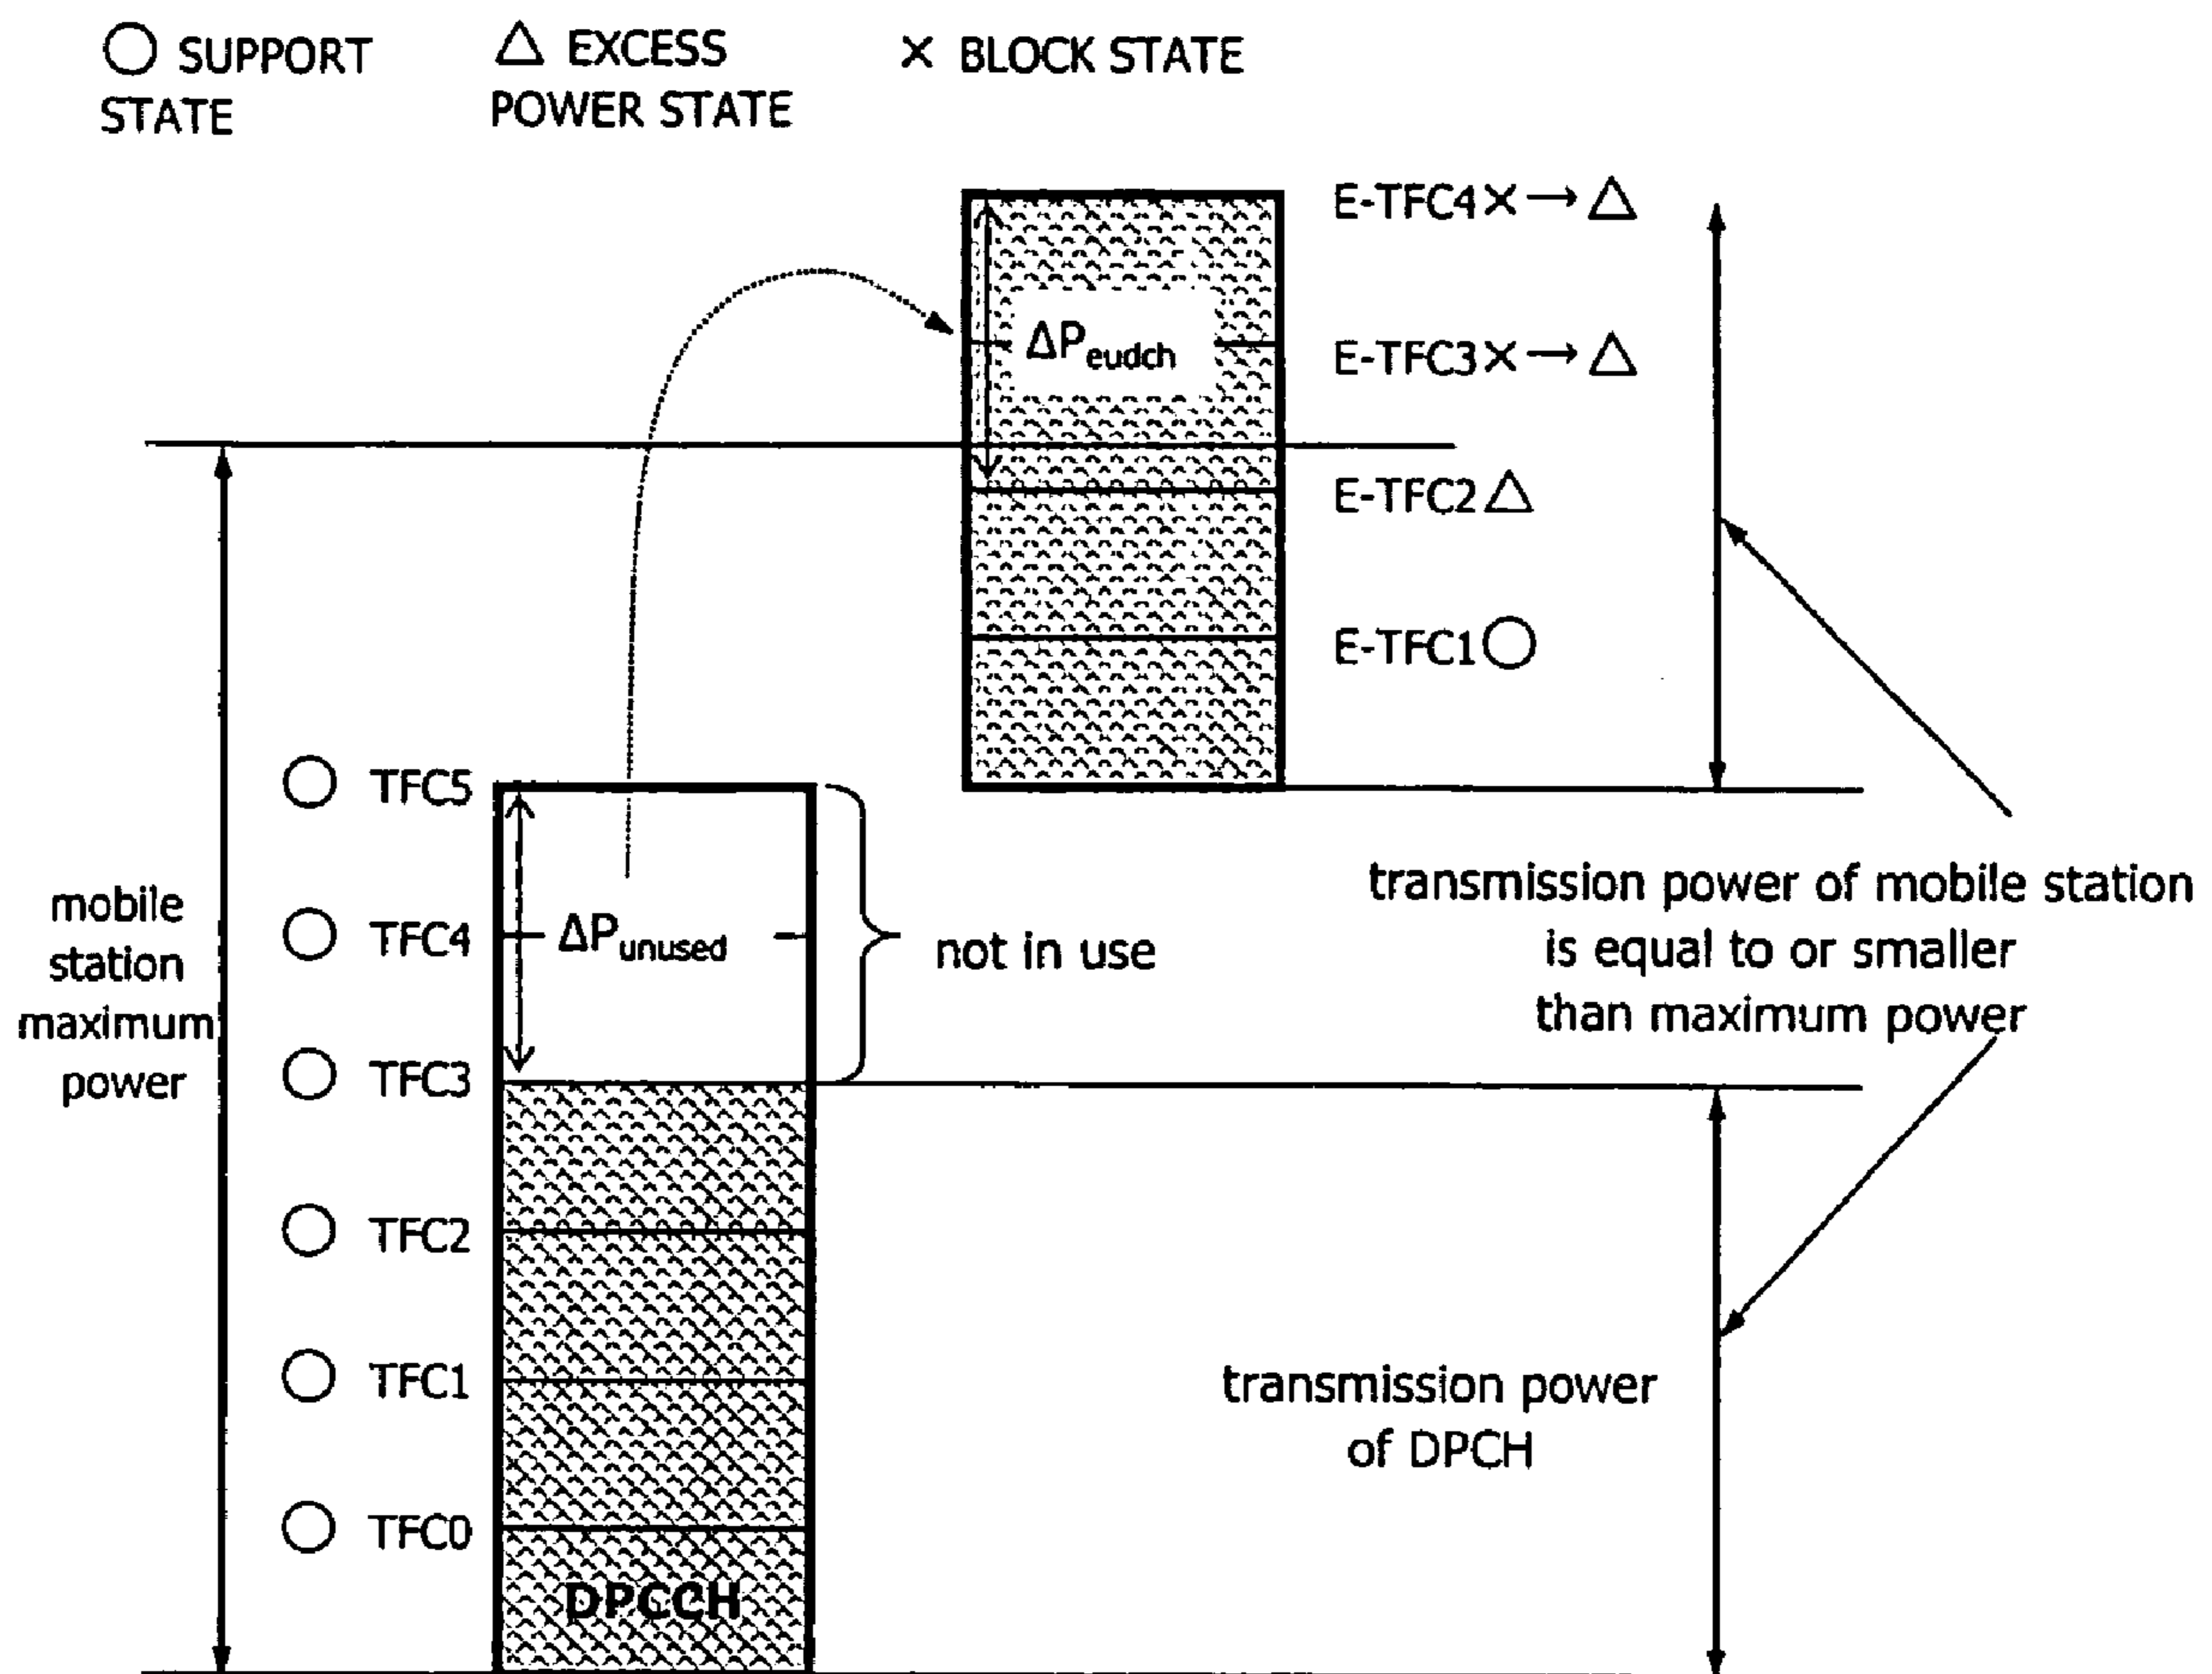 ○ SUPPORT
STATE
△ EXCESS
POWER STATE
× BLOCK STATE
E-TFC4 × → △
E-TFC3 × → △
E-TFC2 △
E-TFC1 ○
ΔPeudch
○ TFC5
○ TFC4
○ TFC3
○ TFC2
○ TFC1
○ TFC0
ΔPunused
DPCCH
not in use
mobile
station
maximum
power
transmission power of mobile station
is equal to or smaller
than maximum power
transmission power
of DPCH